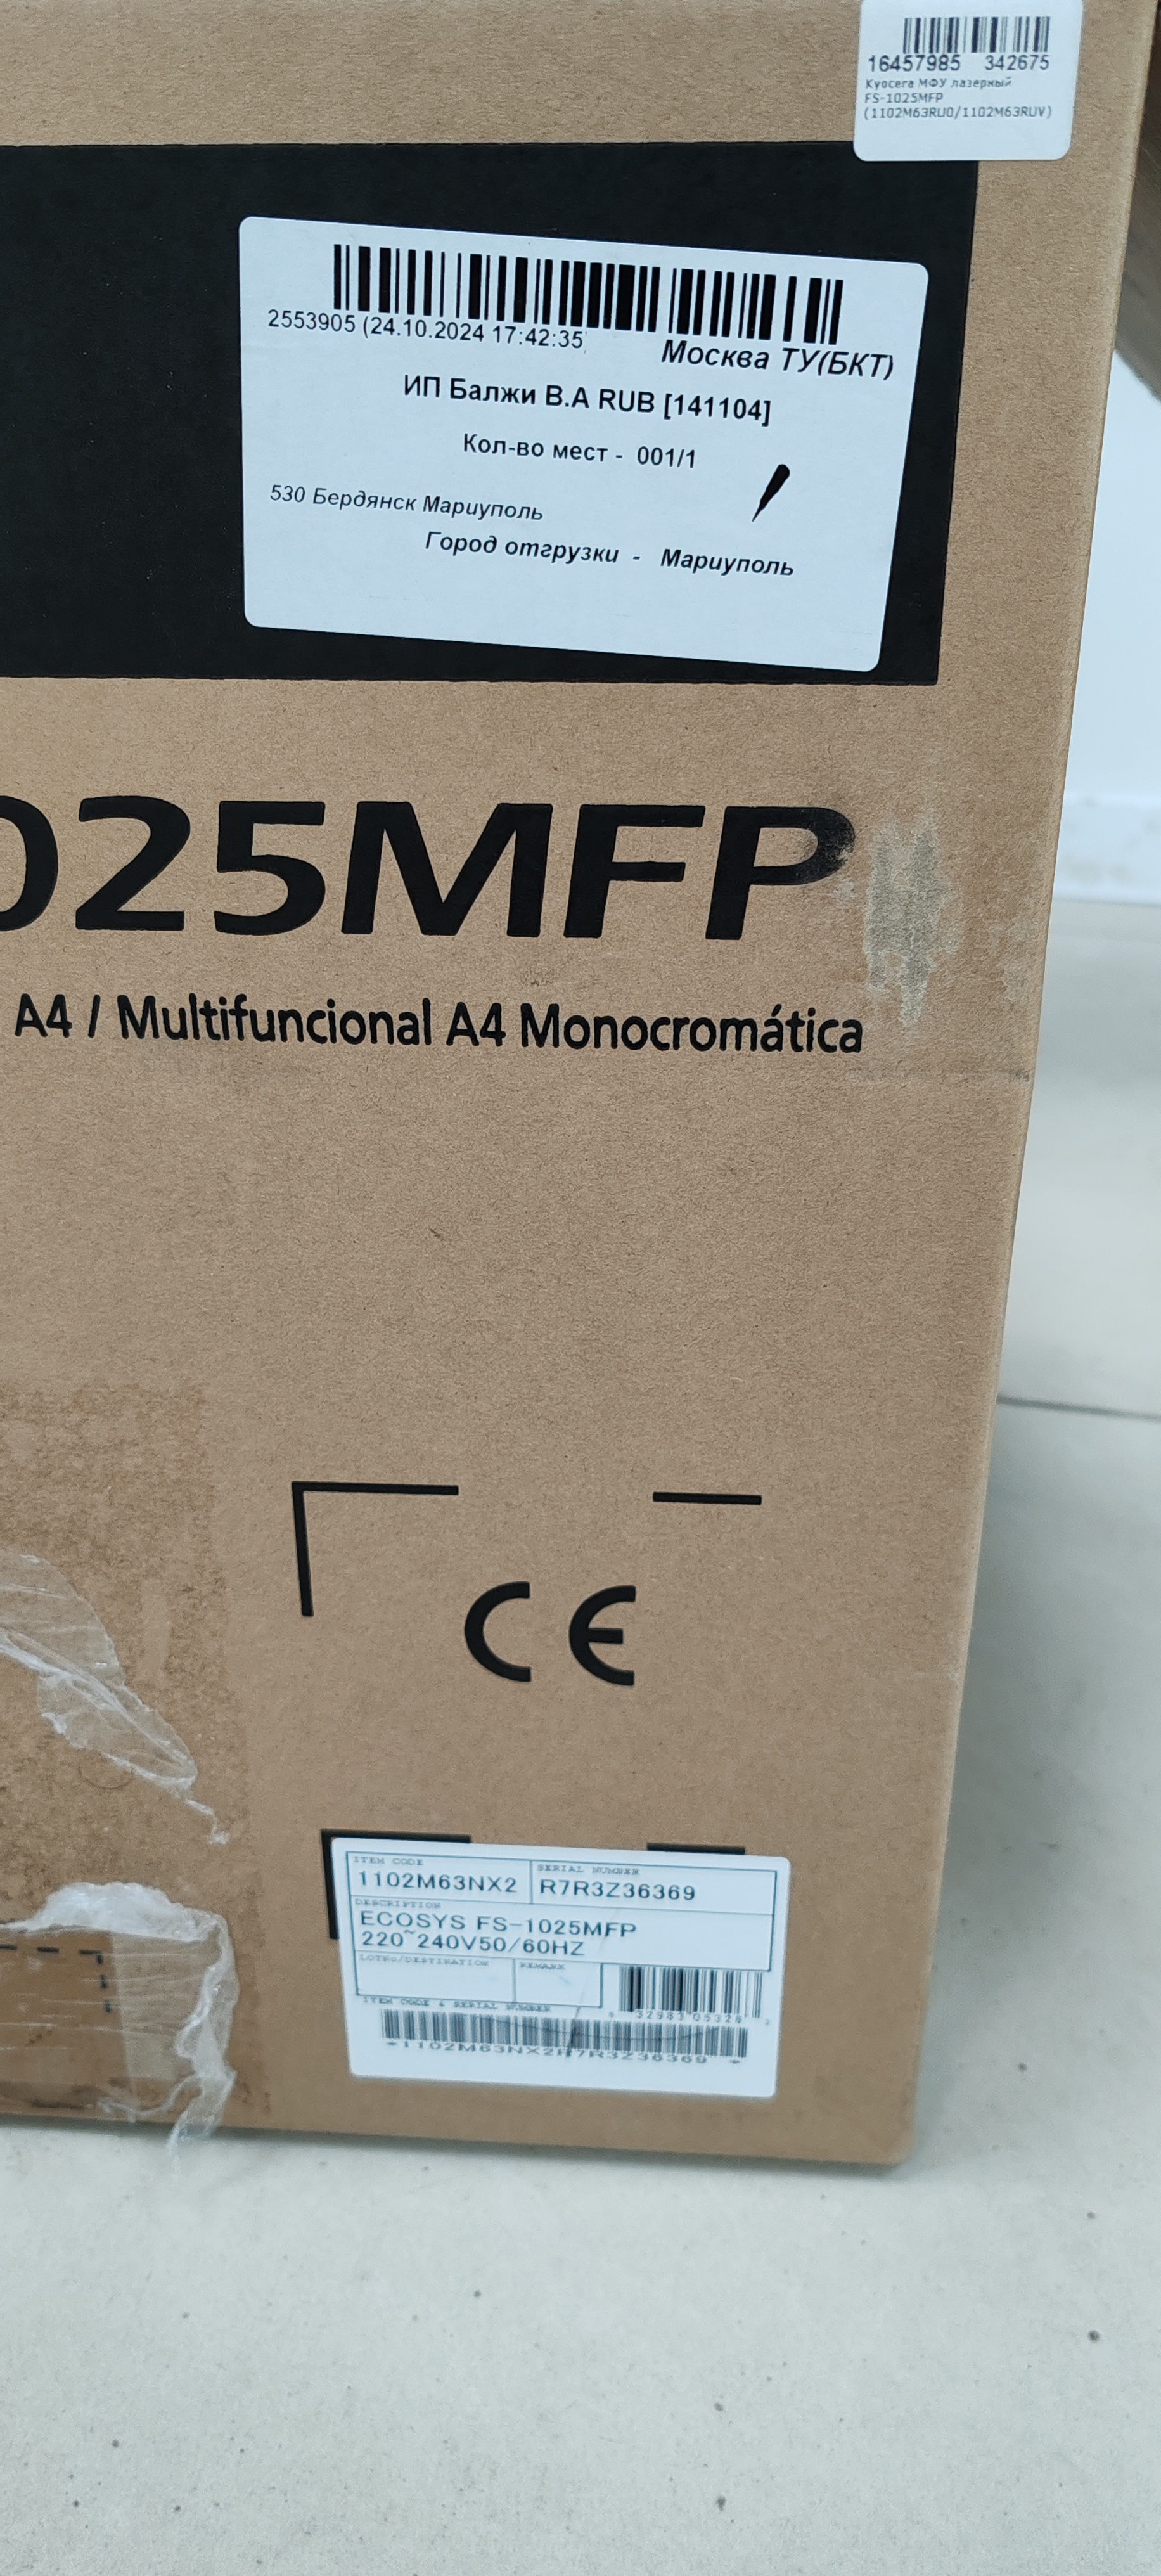 16457985 342675
Kyocera МФУ лазерный
FS-1025MFP
(1102M63RU0/1102M63RUV)
2553905 (24.10.2024 17:42:35)
Москва ТУ(БКТ)
ИП Балжи В.А RUB [141104]
Кол-во мест - 001/1
530 Бердянск Мариуполь
Город отгрузки - Мариуполь
025MFP
A4 / Multifuncional A4 Monocromática
CE
ITEM CODE
SERIAL NUMBER
1102M63NX2
R7R3Z36369
DESCRIPTION
ECOSYS FS-1025MFP
220~240V50/60HZ
LOTNO/DESTINATION
REMARK
ITEM CODE & SERIAL NUMBER
*1102M63NX2R7R3Z36369*